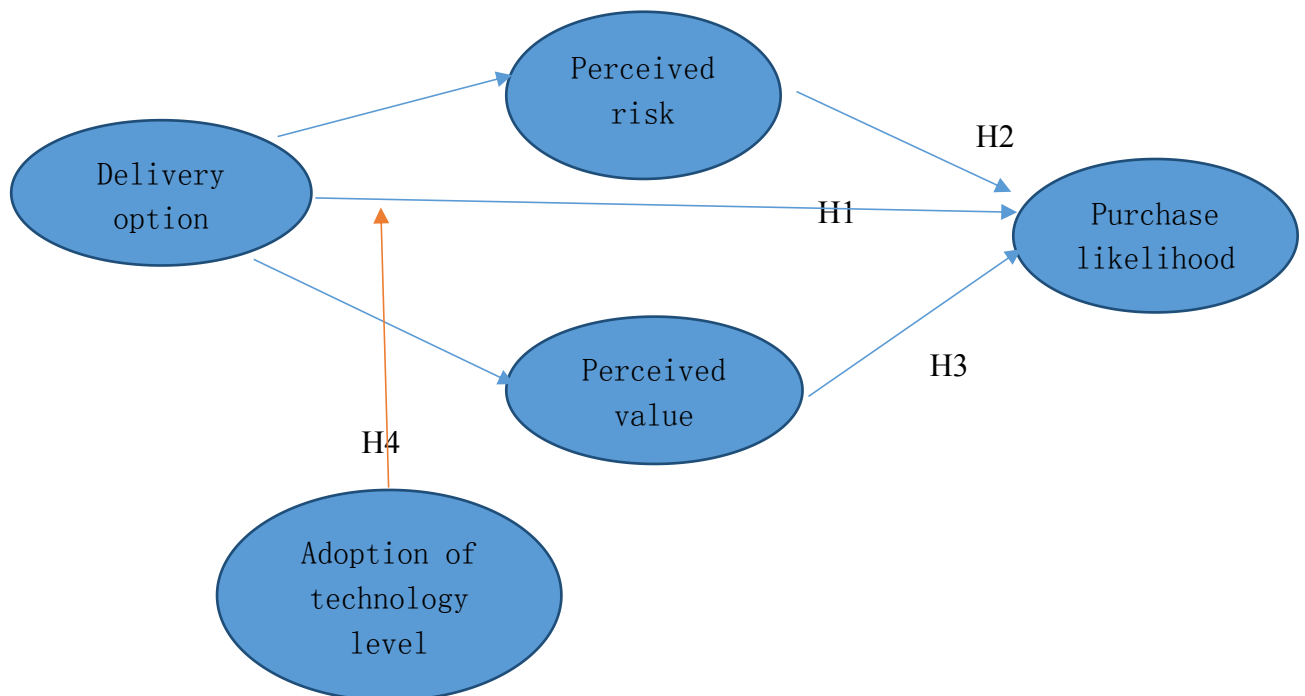 Perceived
risk
H2
Delivery
option
H1
Purchase
likelihood
Perceived
value
H3
H4
Adoption of
technology
level